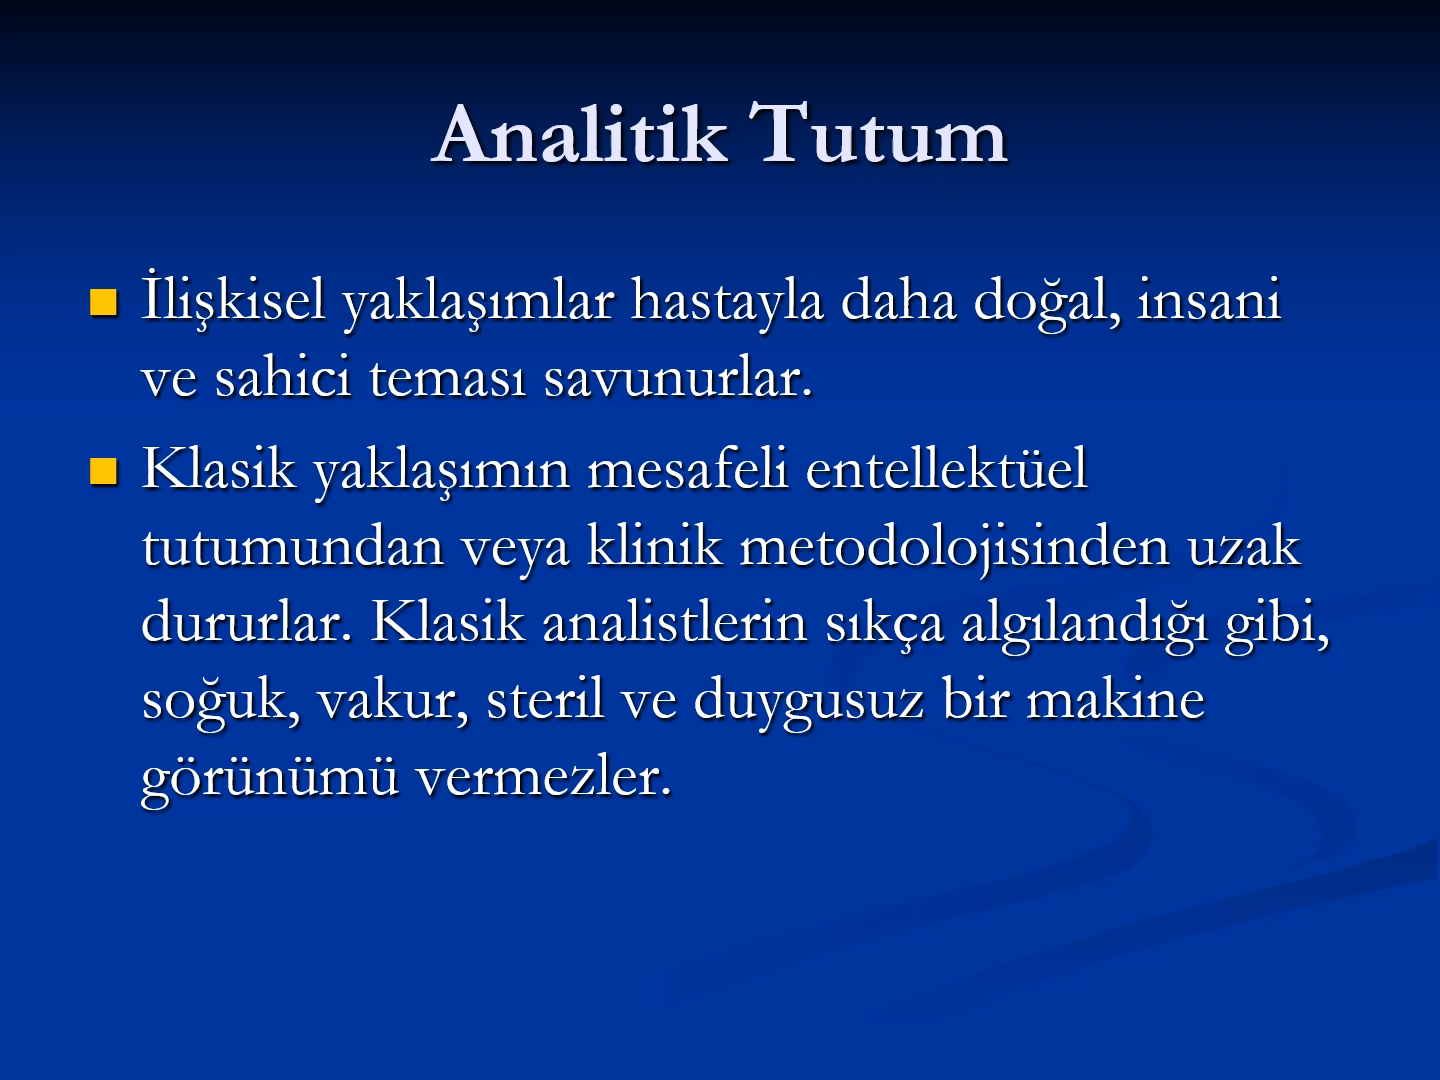 Analitik Tutum
İlişkisel yaklaşımlar hastayla daha doğal, insani
ve sahici teması savunurlar.
Klasik yaklaşımın mesafeli entellektüel
tutumundan veya klinik metodolojisinden uzak
dururlar. Klasik analistlerin sıkça algılandığı gibi,
soğuk, vakur, steril ve duygusuz bir makine
görünümü vermezler.